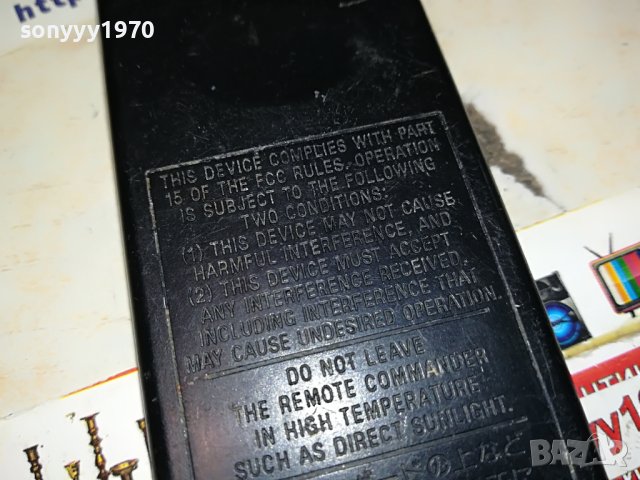 http:
sonyyy1970
THIS DEVICE COMPLIES WITH PART
15 OF THE FCC RULES. OPERATION
IS SUBJECT TO THE FOLLOWING
TWO CONDITIONS:
(1) THIS DEVICE MAY NOT CAUSE
HARMFUL INTERFERENCE, AND
(2) THIS DEVICE MUST ACCEPT
ANY INTERFERENCE RECEIVED,
INCLUDING INTERFERENCE THAT
MAY CAUSE UNDESIRED OPERATION.
DO NOT LEAVE
THE REMOTE COMMANDER
IN HIGH TEMPERATURE
SUCH AS DIRECT SUNLIGHT.
BAZAR